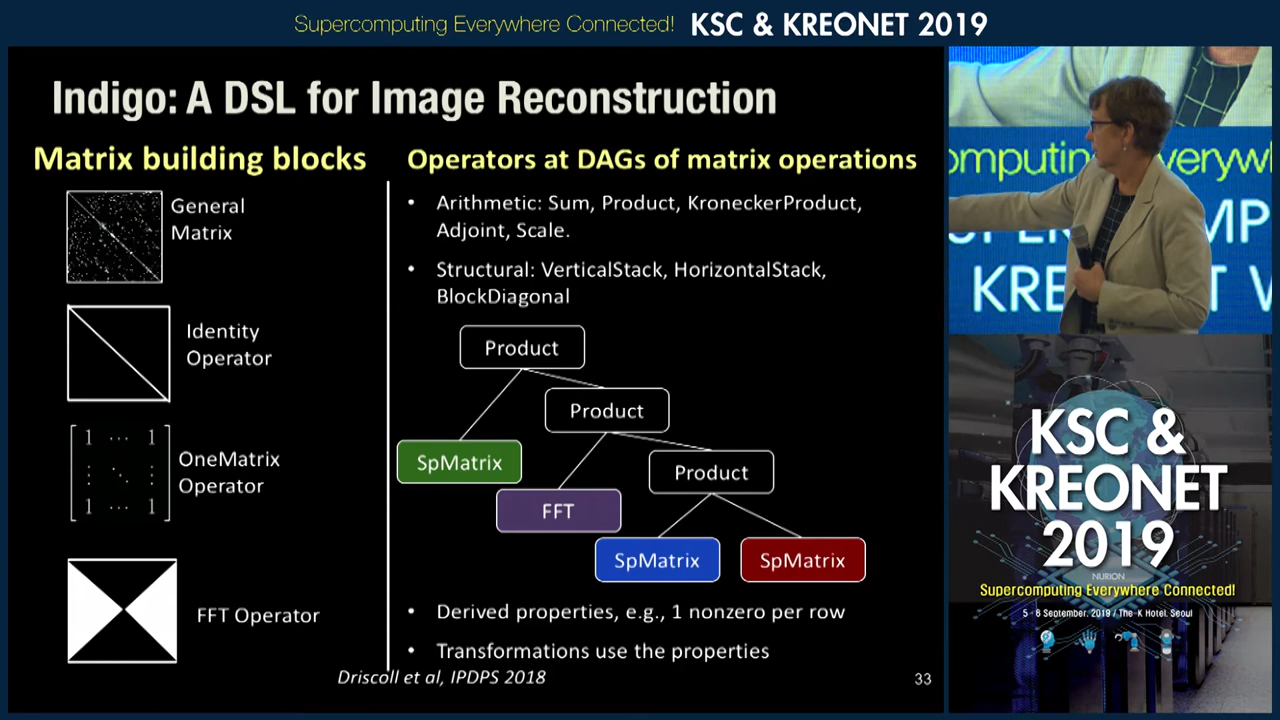 Supercomputing Everywhere Connected! KSC & KREONET 2019
Indigo: A DSL for Image Reconstruction
Matrix building blocks
General
Matrix
Identity
Operator
1 ... 1
1 ... 1
OneMatrix
Operator
FFT Operator
Operators at DAGs of matrix operations
• Arithmetic: Sum, Product, KroneckerProduct,
Adjoint, Scale.
• Structural: VerticalStack, HorizontalStack,
BlockDiagonal
Product
Product
SpMatrix
Product
FFT
SpMatrix
SpMatrix
• Derived properties, e.g., 1 nonzero per row
• Transformations use the properties
Driscoll et al, IPDPS 2018
33
KSC &
KREONET
2019
NURION
Supercomputing Everywhere Connected!
5 - 6 September, 2019 / The-K Hotel, Seoul